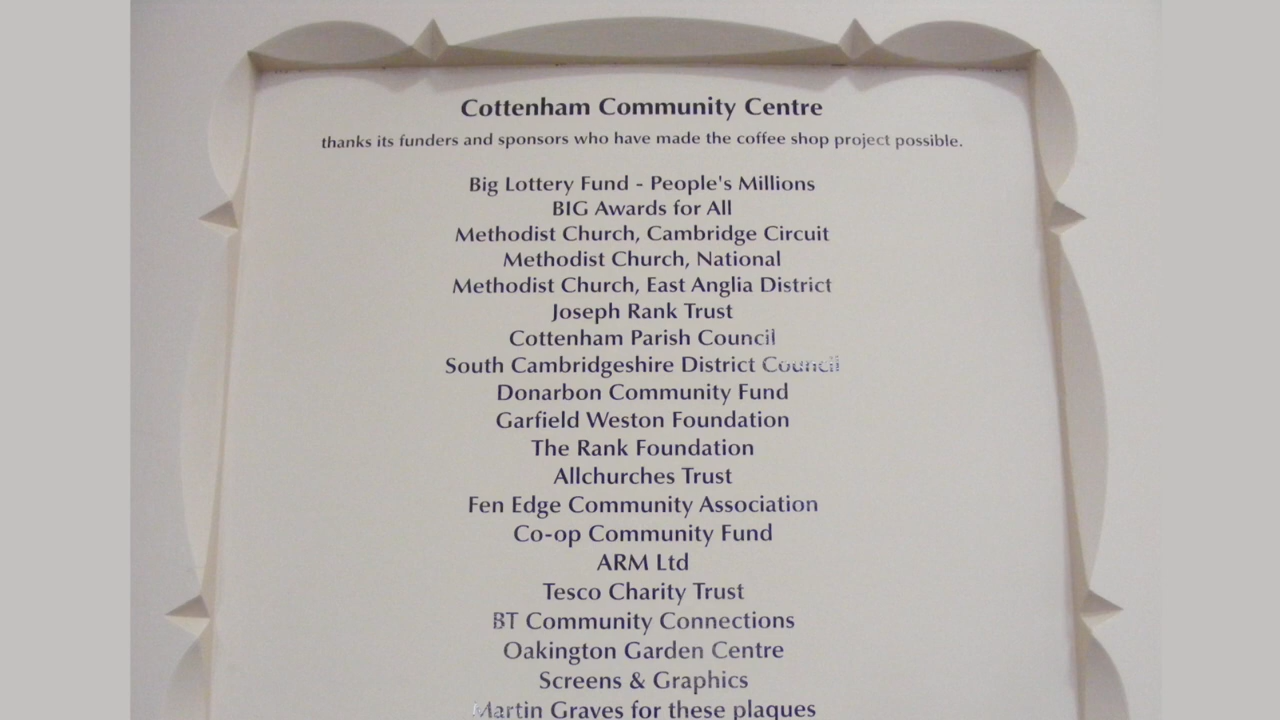 Cottenham Community Centre
thanks its funders and sponsors who have made the coffee shop project possible.
Big Lottery Fund - People's Millions
BIG Awards for All
Methodist Church, Cambridge Circuit
Methodist Church, National
Methodist Church, East Anglia District
Joseph Rank Trust
Cottenham Parish Council
South Cambridgeshire District Council
Donarbon Community Fund
Garfield Weston Foundation
The Rank Foundation
Allchurches Trust
Fen Edge Community Association
Co-op Community Fund
ARM Ltd
Tesco Charity Trust
BT Community Connections
Oakington Garden Centre
Screens & Graphics
Martin Graves for these plaques